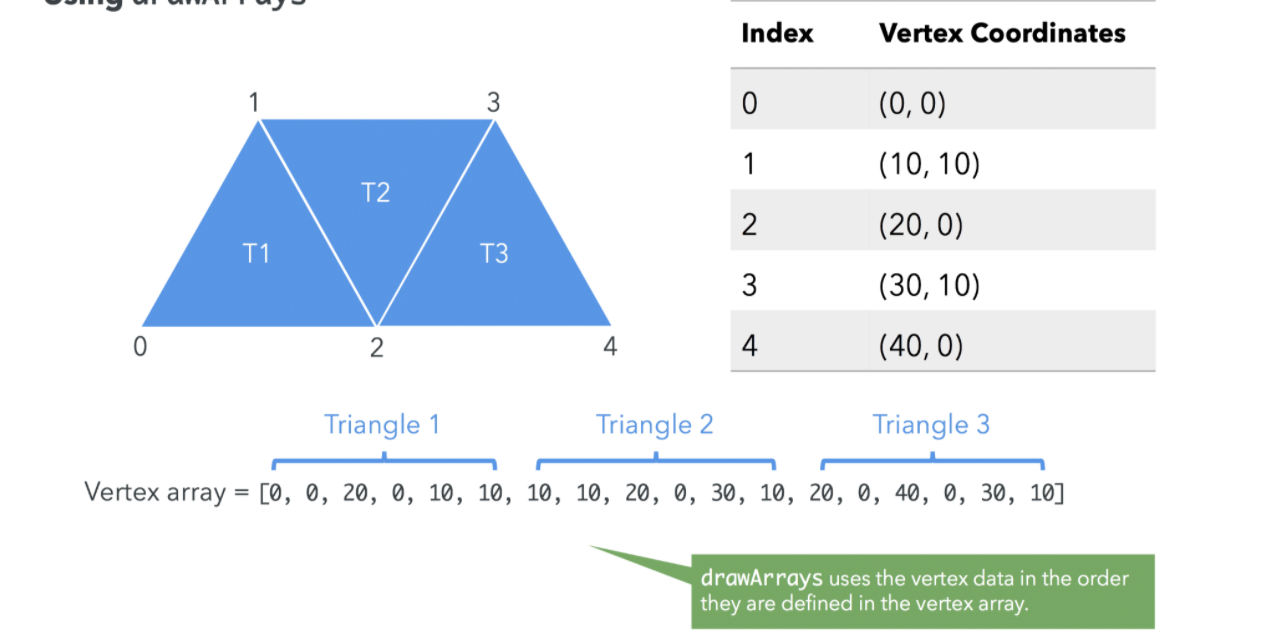 Using drawArrays
Index Vertex Coordinates
0 (0, 0)
1 (10, 10)
2 (20, 0)
3 (30, 10)
4 (40, 0)
1 3
T2
T1 T3
0 2 4
Triangle 1 Triangle 2 Triangle 3
Vertex array = [0, 0, 20, 0, 10, 10, 10, 10, 20, 0, 30, 10, 20, 0, 40, 0, 30, 10]
drawArrays uses the vertex data in the order
they are defined in the vertex array.